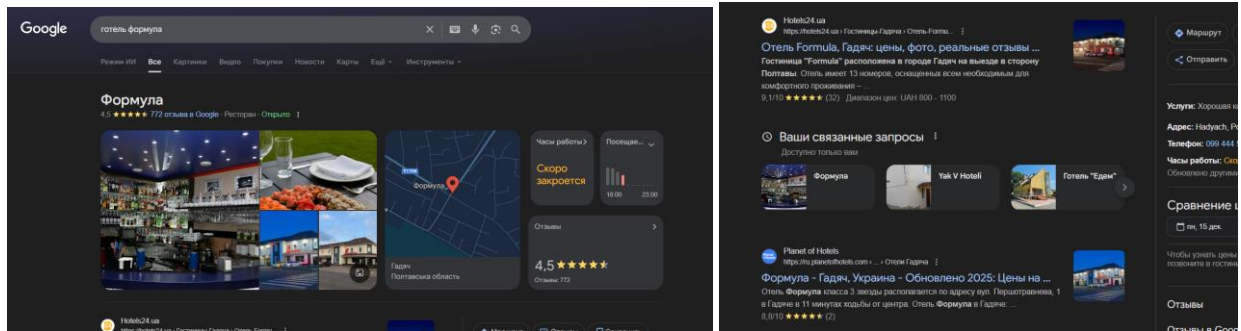 Google
готель формула
Режим ИИ Все Картинки Видео Покупки Новости Карты Ещё Инструменты
Формула
4,5 ★★★★★ 772 отзыва в Google · Ресторан · Открыто
Формула
Гадяч
Полтавська область
Часы работы
Скоро
закроется
Посещае...
18:00 23:00
Отзывы
4,5 ★★★★★
Отзывы: 772
Hotels24.ua
Hotels24.ua
https://hotels24.ua › Гостиницы-Гадяча › Отель-Formu...
Отель Formula, Гадяч: цены, фото, реальные отзывы ...
Гостиница "Formula" расположена в городе Гадяч на выезде в сторону
Полтавы. Отель имеет 13 номеров, оснащенных всем необходимым для
комфортного проживания – ...
9,1/10 ★★★★★ (32) · Диапазон цен: UAH 800 - 1100
Ваши связанные запросы
Доступно только вам
Формула
Yak V Hoteli
Готель "Едем"
Planet of Hotels
https://ru.planetofhotels.com › ... › Отели Гадяча
Формула - Гадяч, Украина - Обновлено 2025: Цены на ...
Отель Формула класса 3 звезды располагается по адресу вул. Першотравнева, 1
в Гадяче в 11 минутах ходьбы от центра. Отель Формула в Гадяче: ...
8,8/10 ★★★★★ (2)
Маршрут
Отправить
Услуги: Хорошая
Адрес: Hadyach,
Телефон: 099 444
Часы работы:
Обновлено
Сравнение
пн, 15 дек.
Чтобы узнать цены
позвоните в
Отзывы
Отзывы в